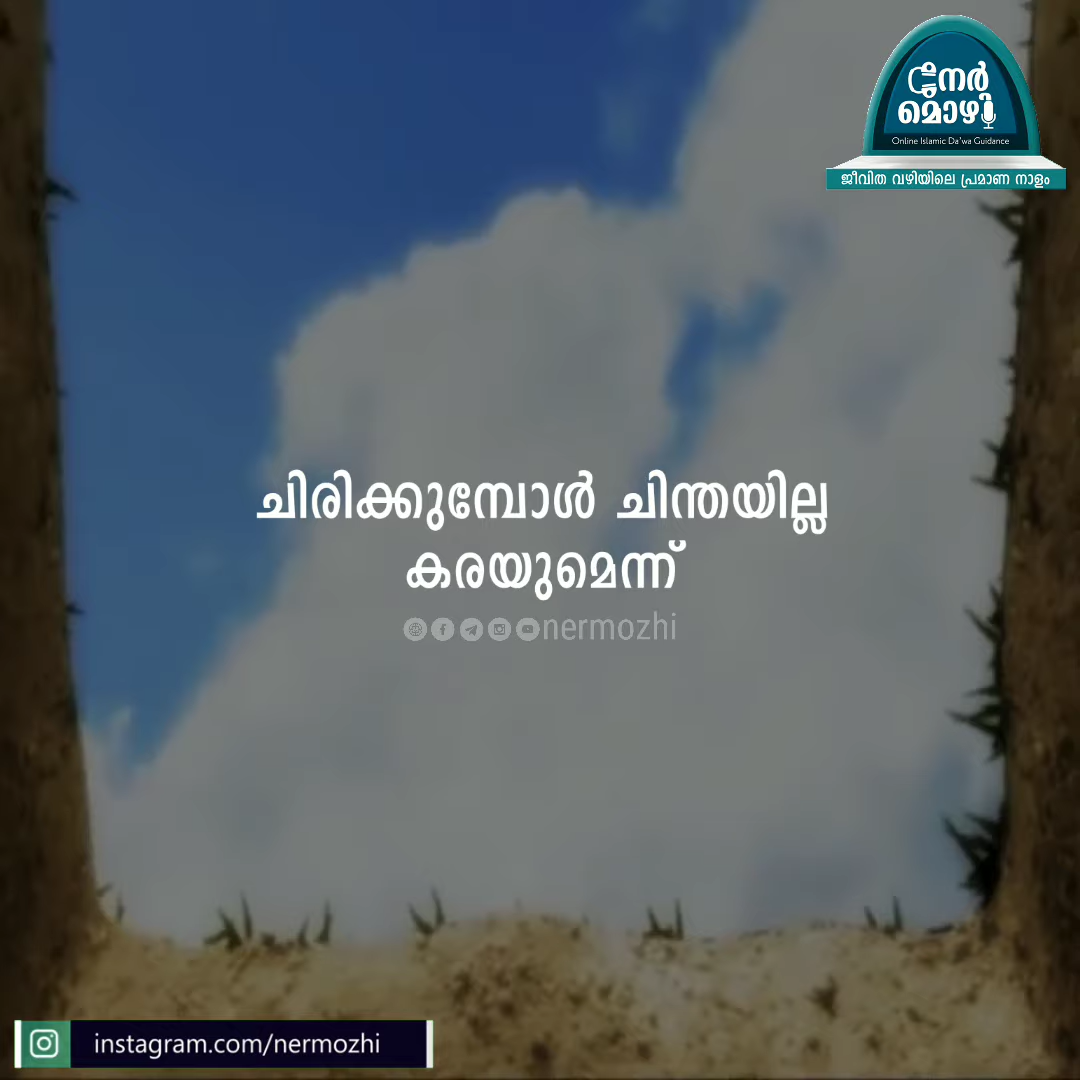 നേർ
മൊഴി
Online Islamic Da'wa Guidance
ജീവിത വഴിയിലെ പ്രമാണ നാളം
ചിരിക്കുമ്പോൾ ചിന്തയില്ല
കരയുമെന്ന്
nermozhi
instagram.com/nermozhi